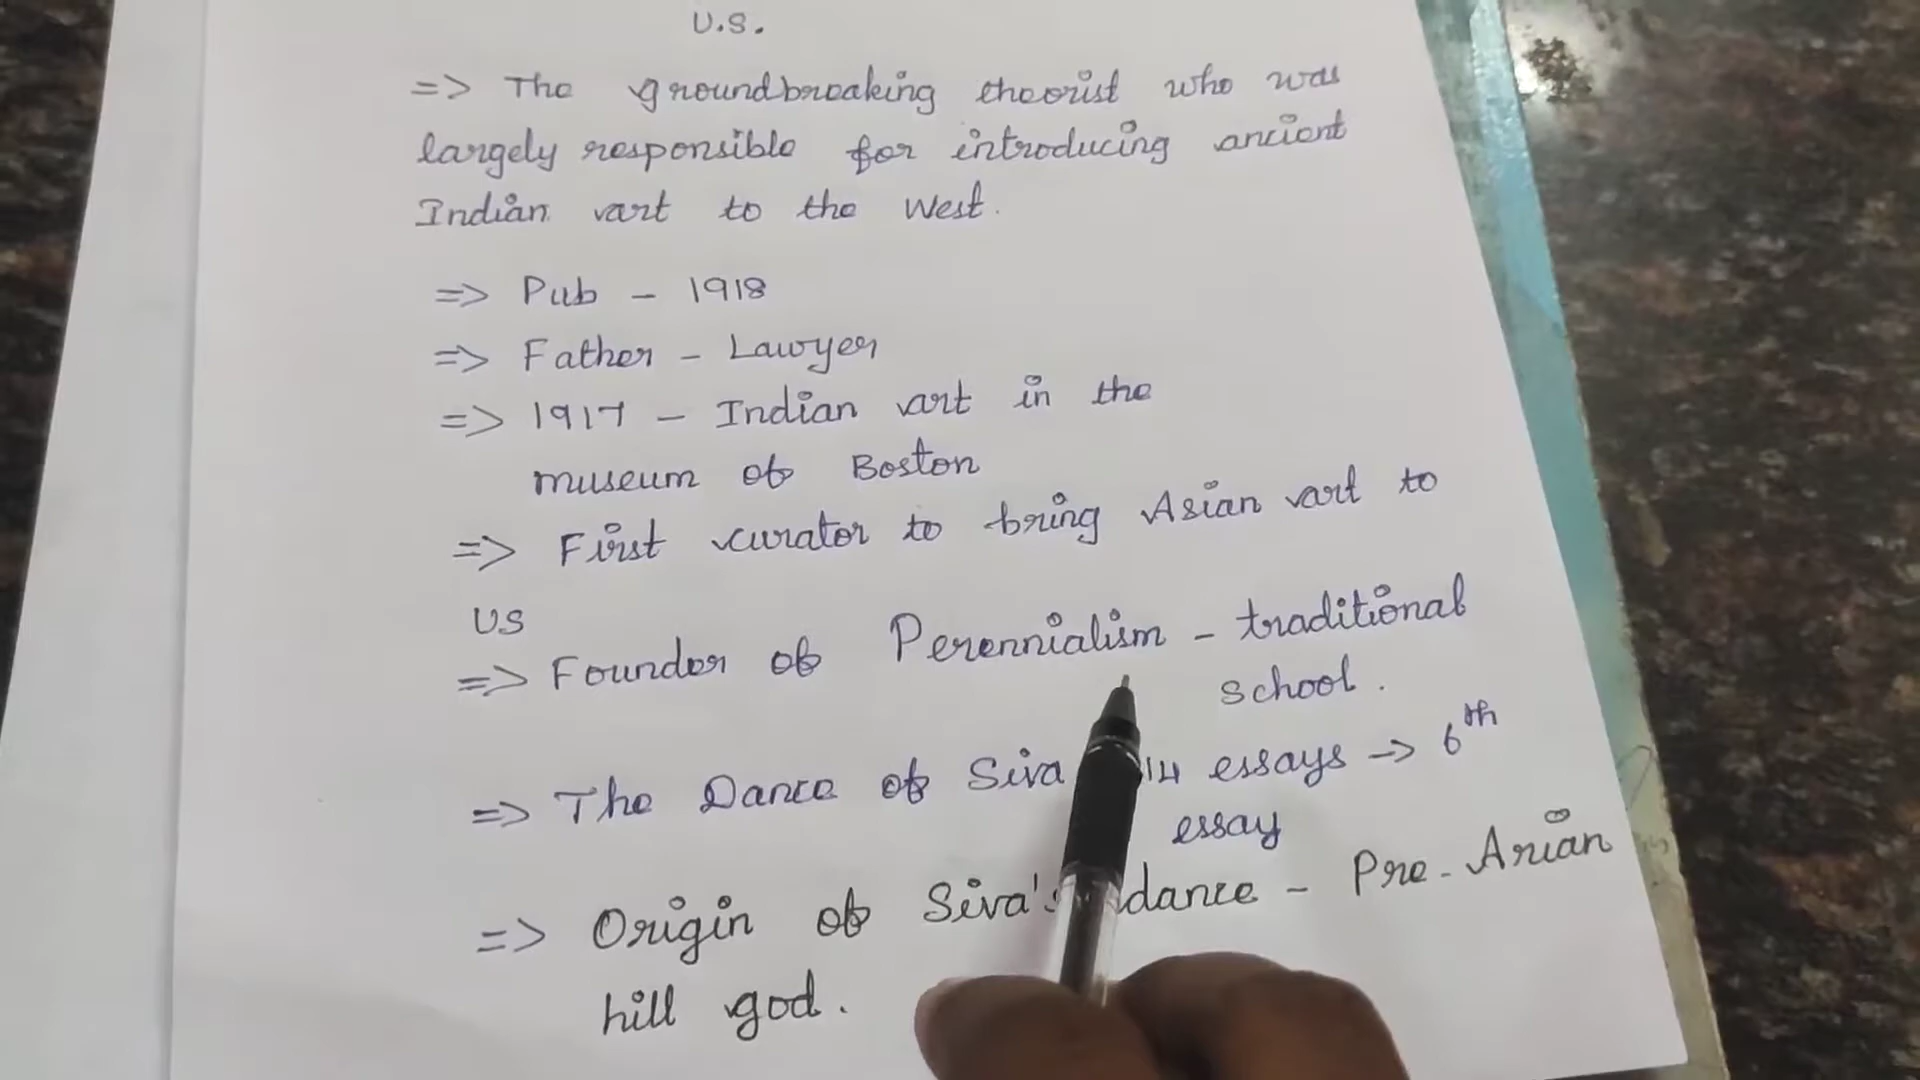 U.S.
=> The groundbreaking theorist who was
largely responsible for introducing ancient
Indian art to the West.
=> Pub - 1918
=> Father - Lawyer
=> 1917 - Indian art in the
museum of Boston
=> First curator to bring Asian art to
US
=> Founder of Perennialism - traditional
school.
=> The Dance of Siva 14 essays -> 6th
essay
=> Origin of Siva's dance - Pre-Arian
hill god.